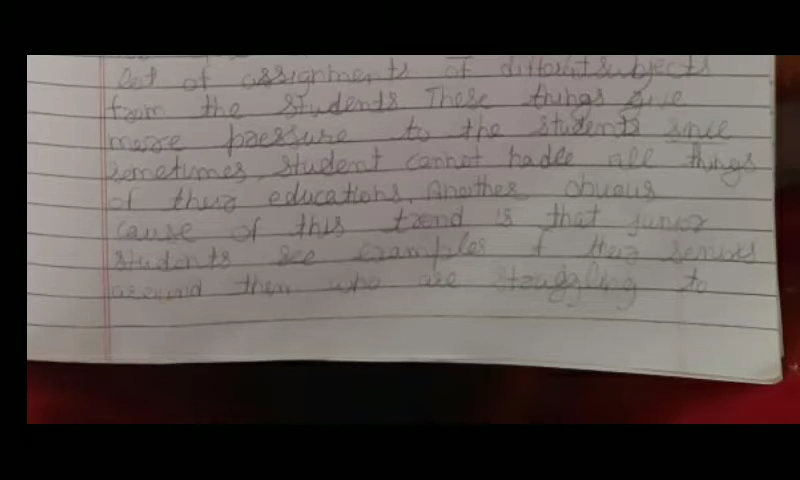 lot of assignments of different subjects
from the students These things give
more pressure to the students since
sometimes, student cannot hadle all things
of their educations. Another obvious
cause of this trend is that junior
students see examples of their seniors
around them who are struggling to